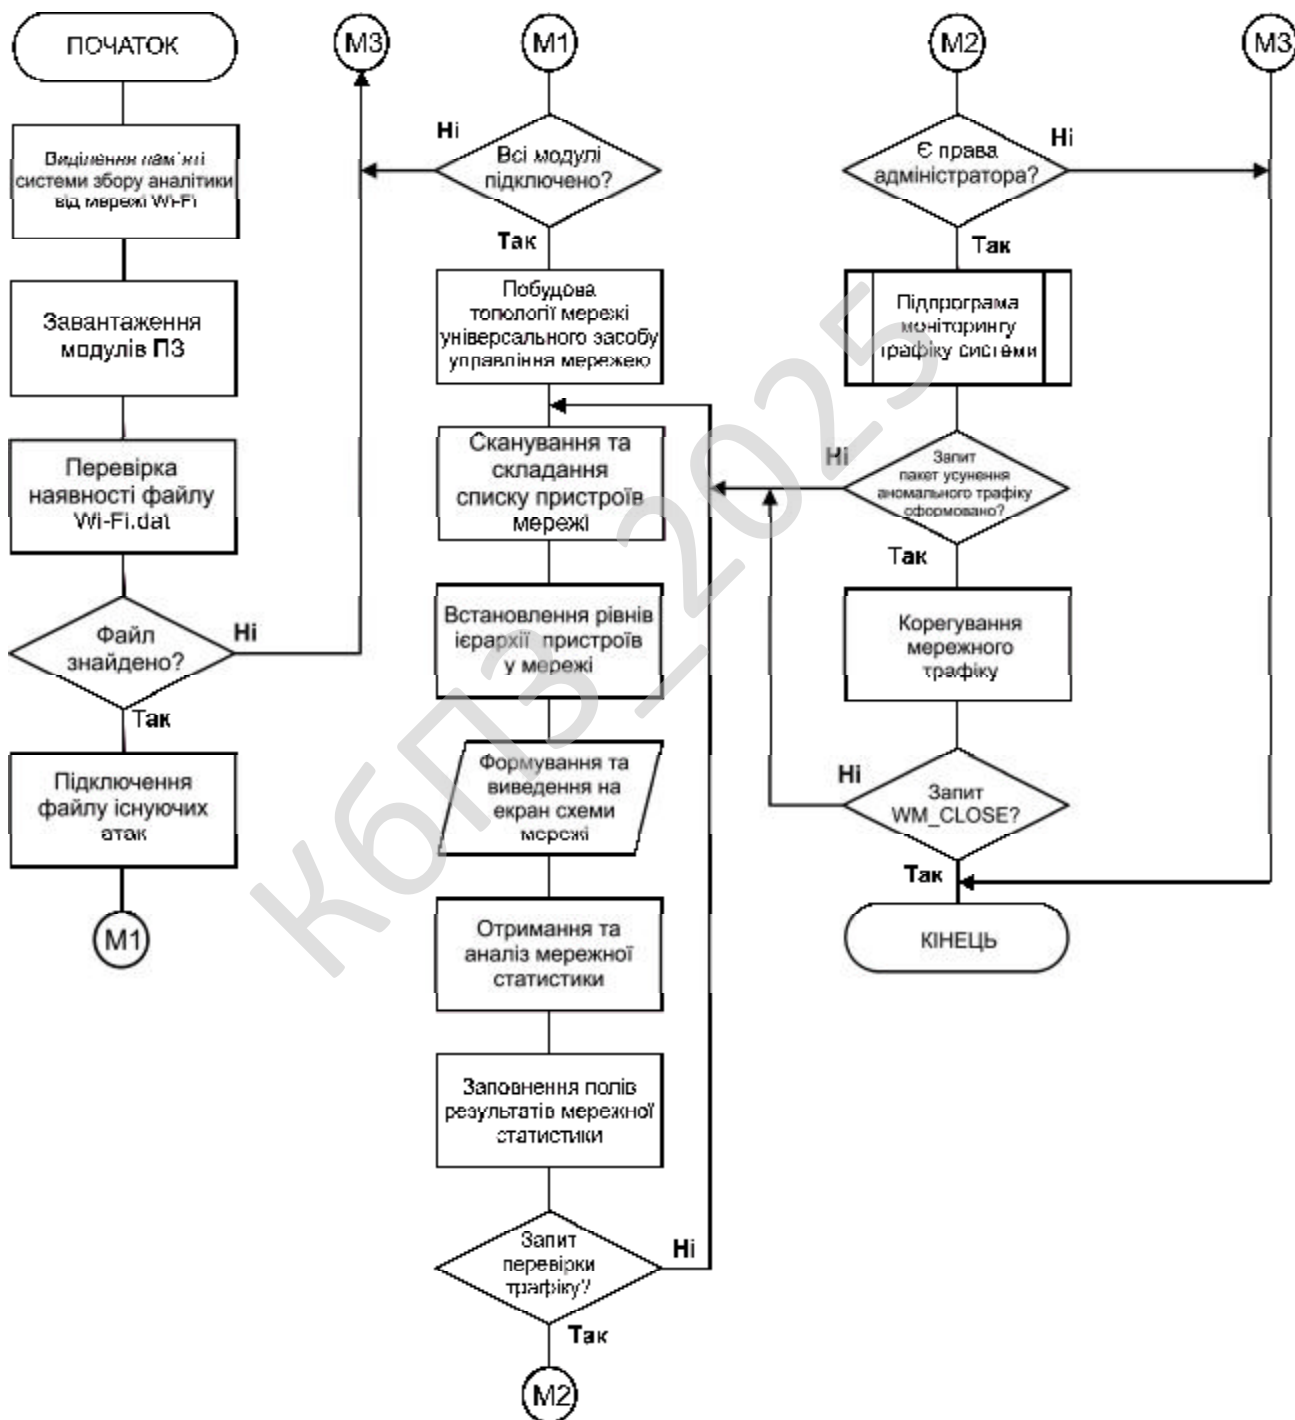 ПОЧАТОК
Виділення пам'яті
системи збору аналітики
від мережі Wi-Fi
Завантаження
модулів ПЗ
Перевірка
наявності файлу
Wi-Fi.dat
Файл
знайдено?
Ні
Так
Підключення
файлу існуючих
атак
М1
М3
М1
Всі модулі
підключено?
Ні
Так
Побудова
топології мережі
універсального засобу
управління мережею
Сканування та
складання
списку пристроїв
мережі
Встановлення рівнів
ієрархії пристроїв
у мережі
Формування та
виведення на
екран схеми
мережі
Отримання та
аналіз мережної
статистики
Заповнення полів
результатів мережної
статистики
Запит
перевірки
трафіку?
Ні
Так
М2
М2
Є права
адміністратора?
Ні
Так
Підпрограма
моніторингу
трафіку системи
Запит
пакет усунення
аномального трафіку
сформовано?
Ні
Так
Корегування
мережного
трафіку
Запит
WM_CLOSE?
Ні
Так
КІНЕЦЬ
М3
КбПЗ_2025